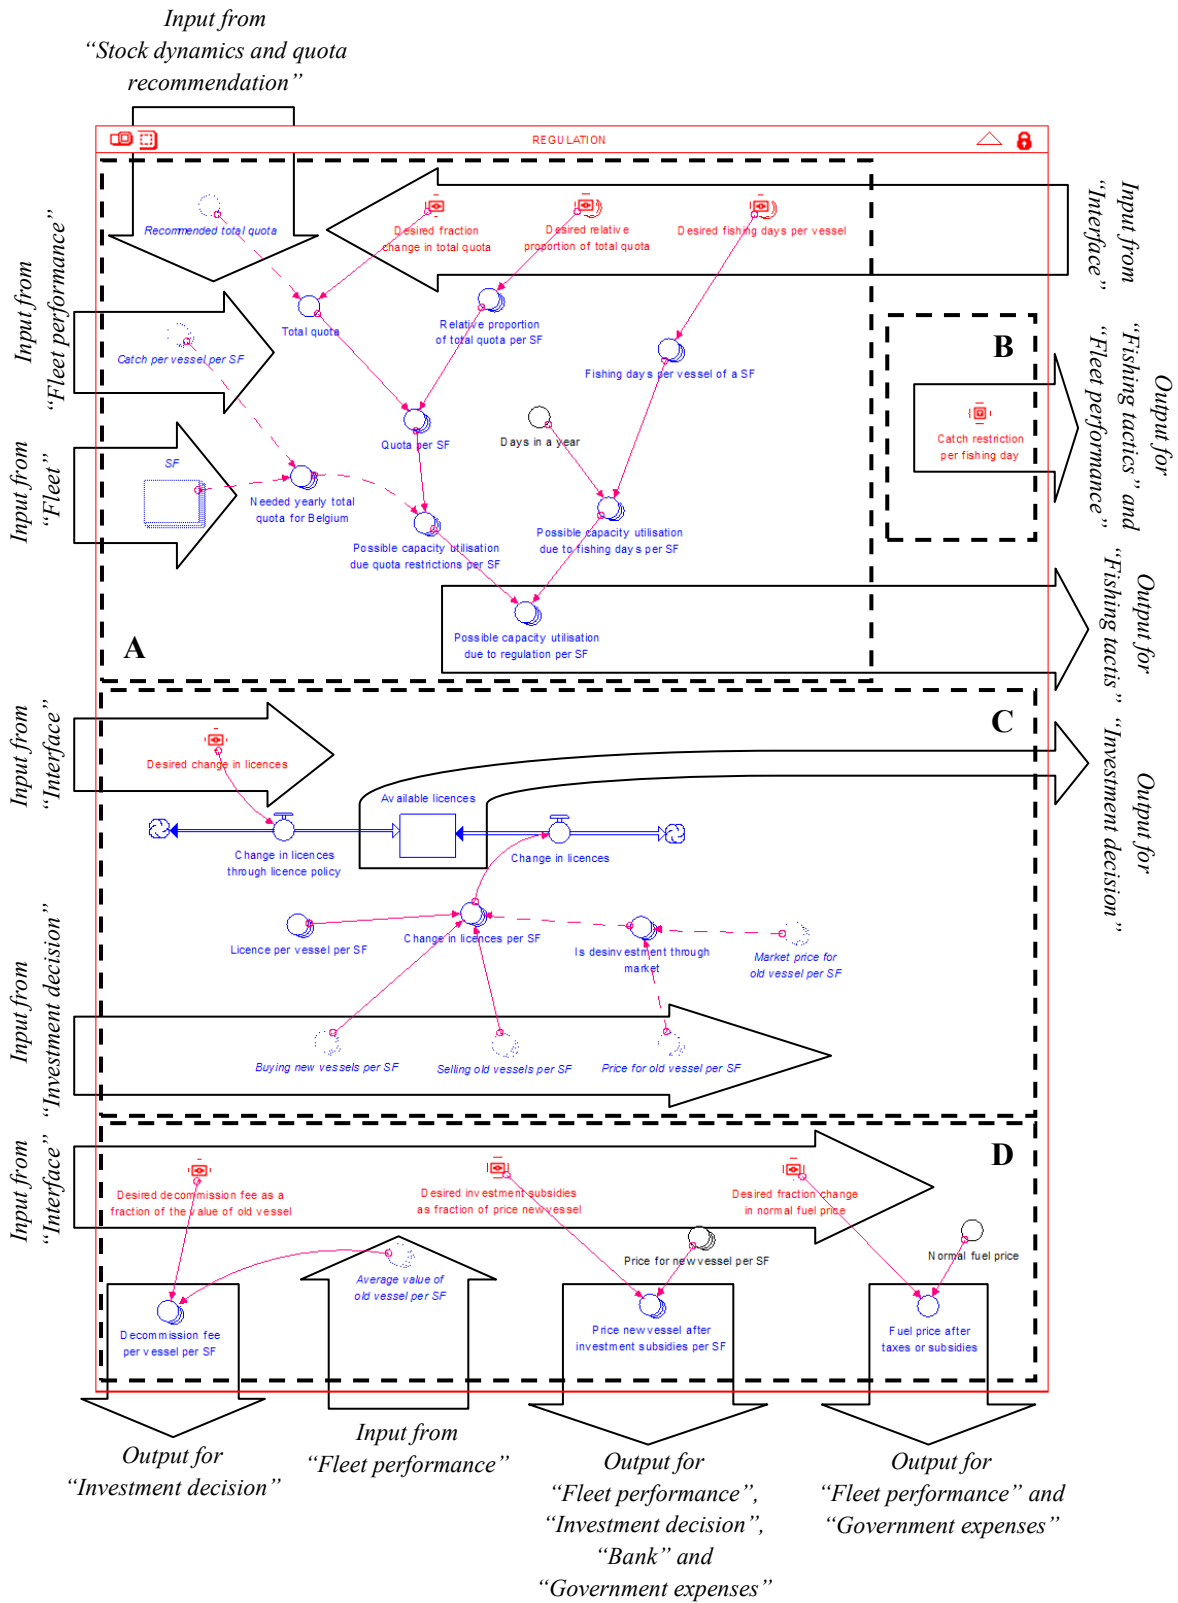 Input from
“Stock dynamics and quota
recommendation”
REGULATION
Recommended total quota
Desired fraction
change in total quota
Desired relative
proportion of total quota
Desired fishing days per vessel
Input from
“Interface”
Input from
“Fleet performance”
Total quota
Relative proportion
of total quota per SF
Catch per vessel per SF
Fishing days per vessel of a SF
B
Catch restriction
per fishing day
Output for
“Fishing tactics” and
“Fleet performance”
Input from
“Fleet”
SF
Quota per SF
Days in a year
Needed yearly total
quota for Belgium
Possible capacity utilisation
due quota restrictions per SF
Possible capacity utilisation
due to fishing days per SF
A
Possible capacity utilisation
due to regulation per SF
Output for
“Fishing tactis”
C
Input from
“Interface”
Desired change in licences
Available licences
Output for
“Investment decision”
Change in licences
through licence policy
Change in licences
Input from
“Investment decision”
Licence per vessel per SF
Change in licences per SF
Is desinvestment through
market
Market price for
old vessel per SF
Buying new vessels per SF
Selling old vessels per SF
Price for old vessel per SF
D
Input from
“Interface”
Desired decommission fee as a
fraction of the value of old vessel
Desired investment subsidies
as fraction of price new vessel
Desired fraction change
in normal fuel price
Price for new vessel per SF
Normal fuel price
Average value of
old vessel per SF
Decommission fee
per vessel per SF
Price new vessel after
investment subsidies per SF
Fuel price after
taxes or subsidies
Output for
“Investment decision”
Input from
“Fleet performance”
Output for
“Fleet performance”,
“Investment decision”,
“Bank” and
“Government expenses”
Output for
“Fleet performance” and
“Government expenses”